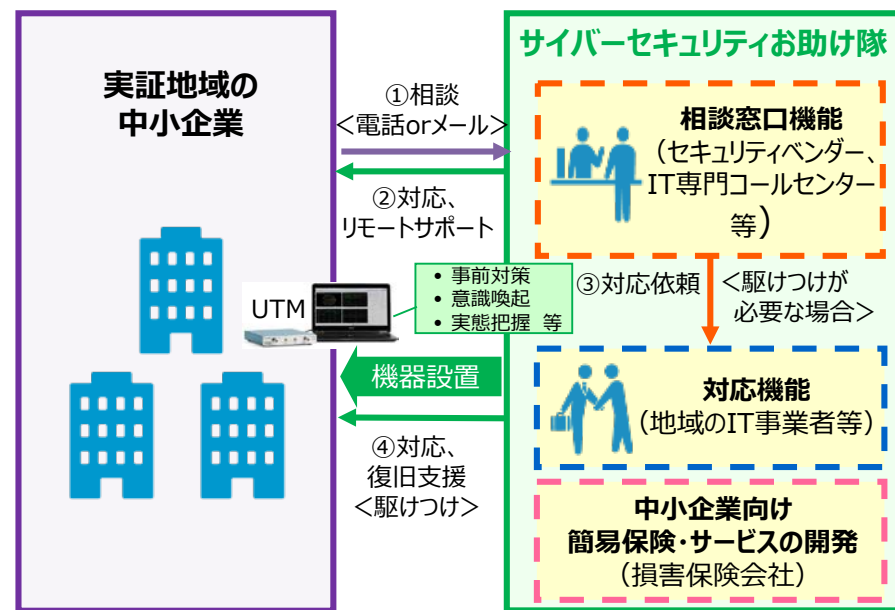 実証地域の
中小企業
①相談
＜電話orメール＞
②対応、
リモートサポート
UTM
• 事前対策
• 意識喚起
• 実態把握 等
機器設置
④対応、
復旧支援
＜駆けつけ＞
サイバーセキュリティお助け隊
相談窓口機能
（セキュリティベンダー、
IT専門コールセンター
等）
③対応依頼
＜駆けつけが
必要な場合＞
対応機能
（地域のIT事業者等）
中小企業向け
簡易保険・サービスの開発
（損害保険会社）